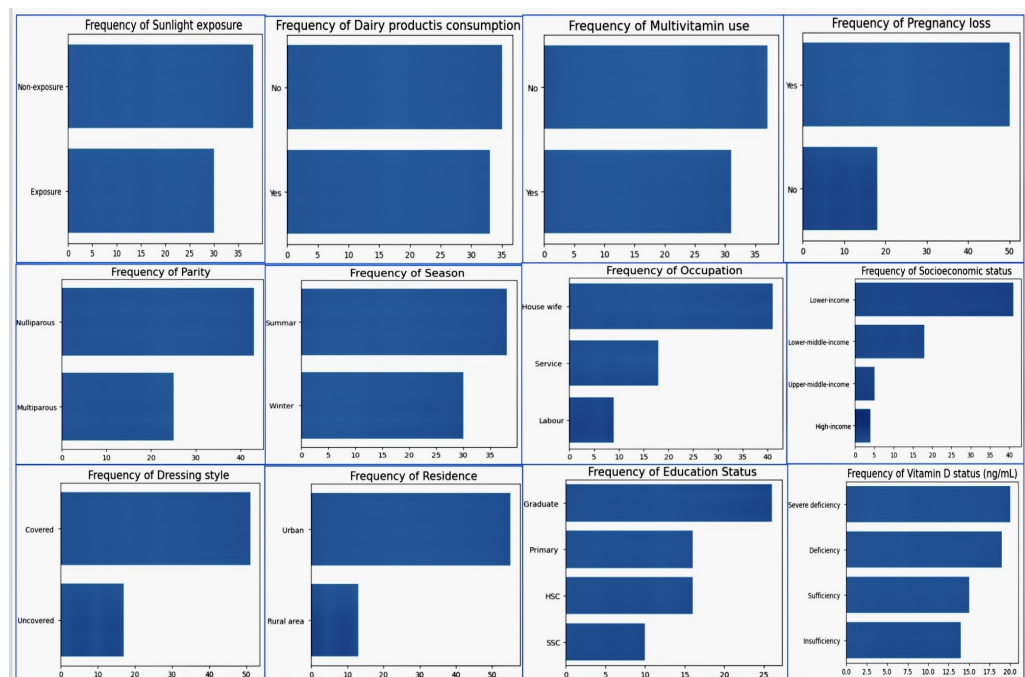 Frequency of Sunlight exposure
Non-exposure
Exposure
0 5 10 15 20 25 30 35
Frequency of Dairy productis consumption
No
Yes
0 5 10 15 20 25 30 35
Frequency of Multivitamin use
No
Yes
0 5 10 15 20 25 30 35
Frequency of Pregnancy loss
Yes
No
0 10 20 30 40 50
Frequency of Parity
Nulliparous
Multiparous
0 10 20 30 40
Frequency of Season
Summar
Winter
0 5 10 15 20 25 30 35 40
Frequency of Occupation
House wife
Service
Labour
0 5 10 15 20 25 30 35 40
Frequency of Socioeconomic status
Lower-income
Lower-middle-income
Upper-middle-income
High-income
0 5 10 15 20 25 30 35 40
Frequency of Dressing style
Covered
Uncovered
0 10 20 30 40 50
Frequency of Residence
Urban
Rural area
0 10 20 30 40 50
Frequency of Education Status
Graduate
Primary
HSC
SSC
0 5 10 15 20 25
Frequency of Vitamin D status (ng/mL)
Severe deficiency
Deficiency
Sufficiency
Insufficiency
0.0 2.5 5.0 7.5 10.0 12.5 15.0 17.5 20.0